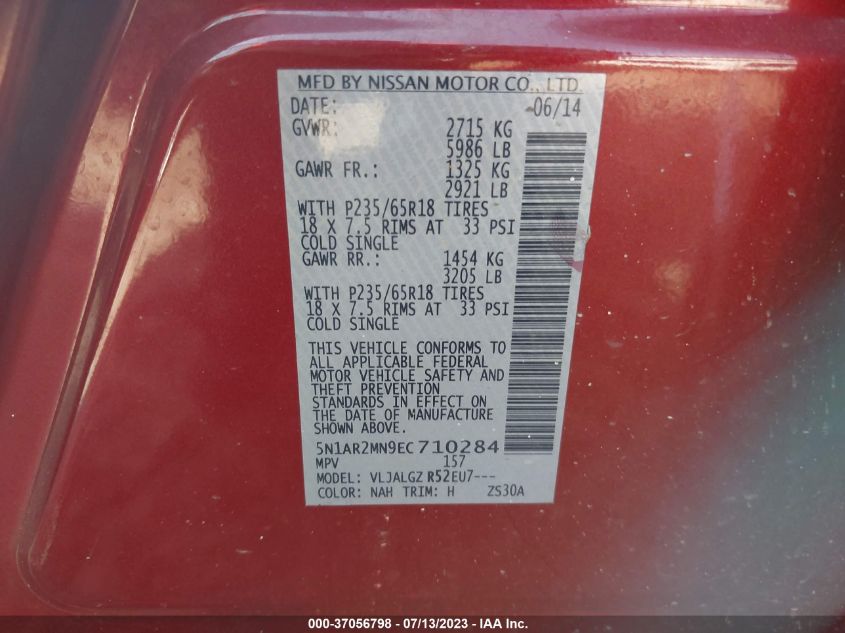 MFD BY NISSAN MOTOR CO., LTD.
DATE: 06/14
GVWR: 2715 KG
5986 LB
GAWR FR.: 1325 KG
2921 LB
WITH P235/65R18 TIRES
18 X 7.5 RIMS AT 33 PSI
COLD SINGLE
GAWR RR.: 1454 KG
3205 LB
WITH P235/65R18 TIRES
18 X 7.5 RIMS AT 33 PSI
COLD SINGLE
THIS VEHICLE CONFORMS TO
ALL APPLICABLE FEDERAL
MOTOR VEHICLE SAFETY AND
THEFT PREVENTION
STANDARDS IN EFFECT ON
THE DATE OF MANUFACTURE
SHOWN ABOVE.
5N1AR2MN9EC710284
MPV 157
MODEL: VLJALGZ R52EU7---
COLOR: NAH TRIM: H ZS30A
000-37056798 - 07/13/2023 - IAA Inc.